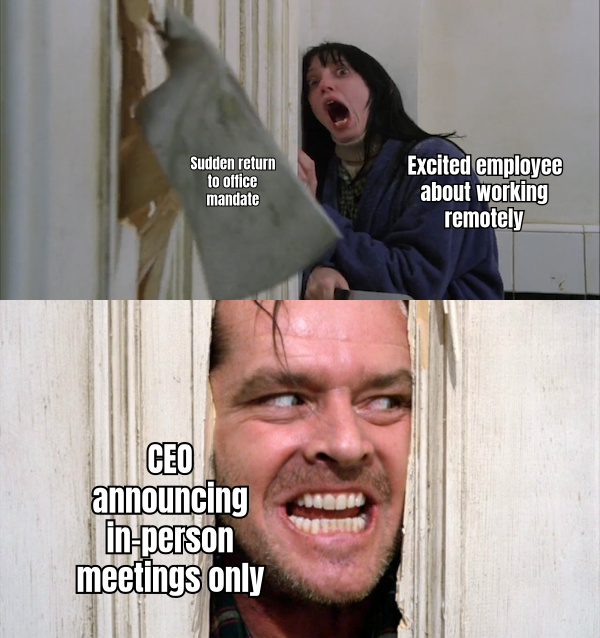 Sudden return
to office
mandate
Excited employee
about working
remotely
CEO
announcing
in-person
meetings only